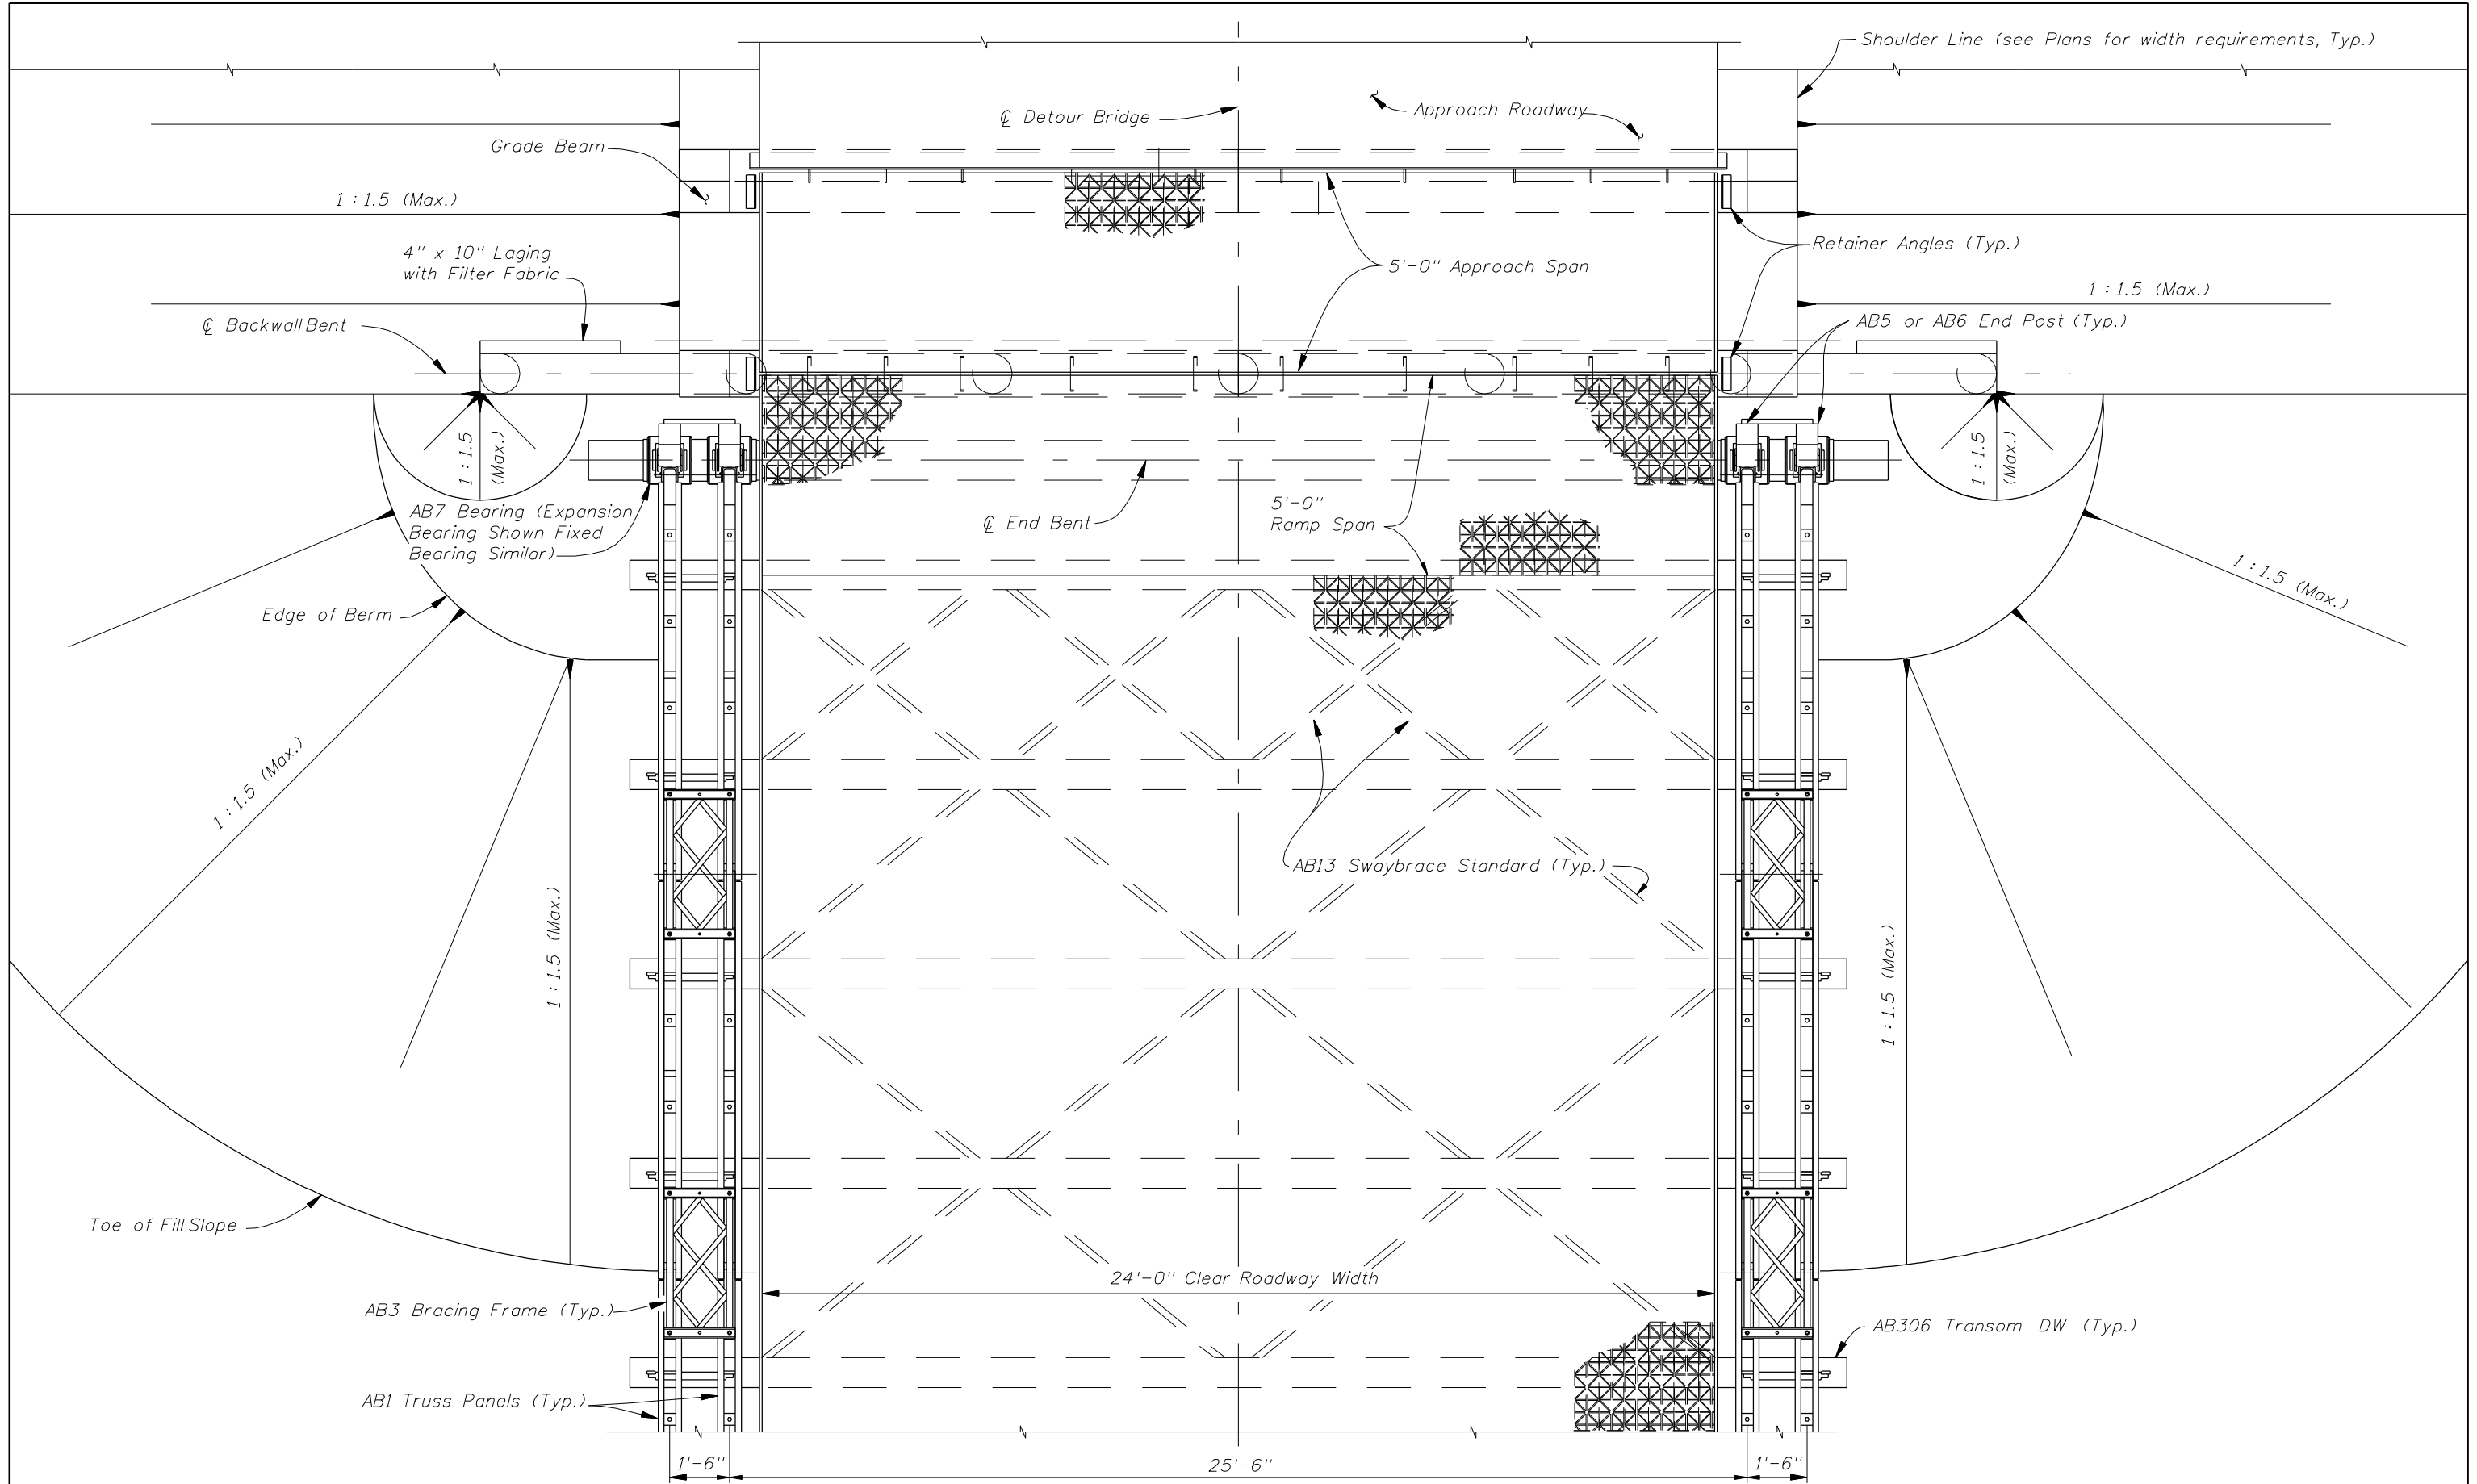 Shoulder Line (see Plans for width requirements, Typ.)
℄ Detour Bridge
Approach Roadway
Grade Beam
1 : 1.5 (Max.)
4" x 10" Laging
with Filter Fabric
Retainer Angles (Typ.)
5'-0" Approach Span
1 : 1.5 (Max.)
℄ Backwall Bent
AB5 or AB6 End Post (Typ.)
1 : 1.5
(Max.)
1 : 1.5
(Max.)
AB7 Bearing (Expansion
Bearing Shown Fixed
Bearing Similar)
℄ End Bent
5'-0"
Ramp Span
1 : 1.5 (Max.)
Edge of Berm
1 : 1.5 (Max.)
AB13 Swaybrace Standard (Typ.)
1 : 1.5 (Max.)
1 : 1.5 (Max.)
Toe of Fill Slope
24'-0" Clear Roadway Width
AB3 Bracing Frame (Typ.)
AB306 Transom DW (Typ.)
AB1 Truss Panels (Typ.)
1'-6"
25'-6"
1'-6"